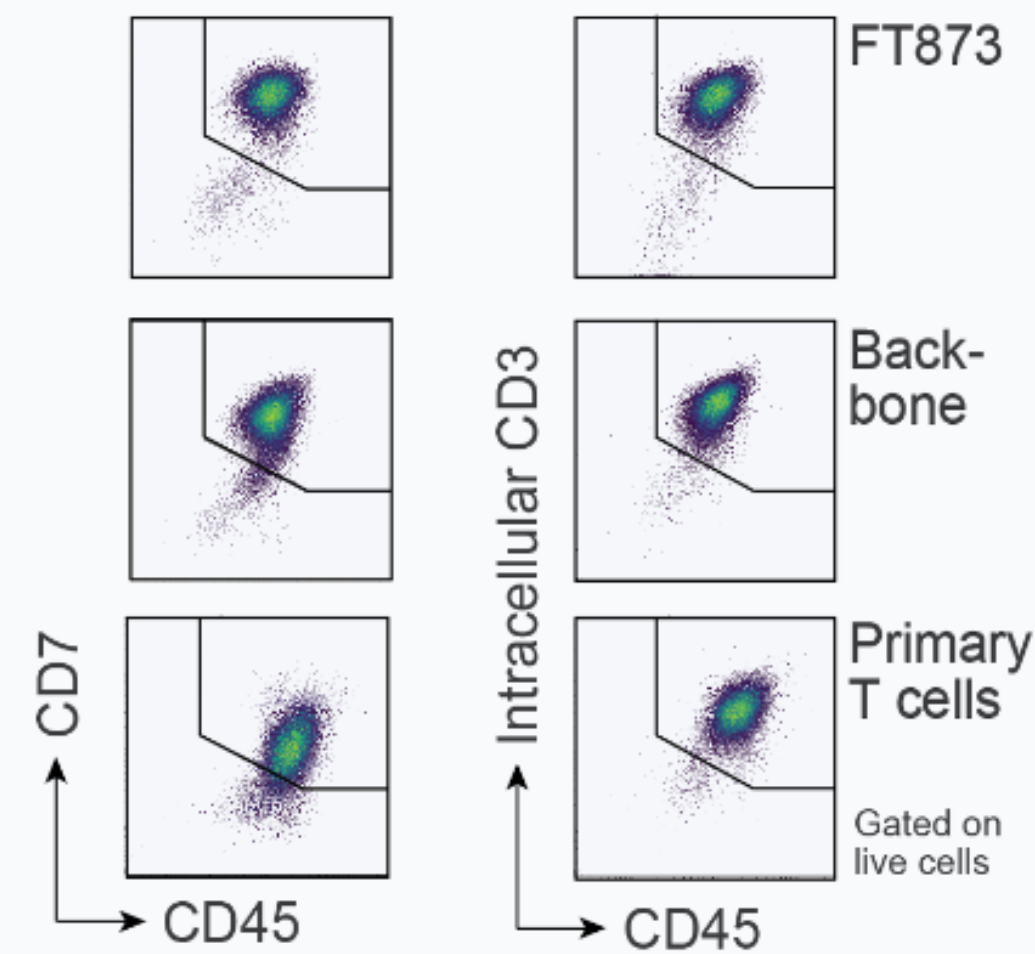 FT873
Back-
bone
Primary
T cells
Gated on
live cells
CD7
CD45
Intracellular CD3
CD45